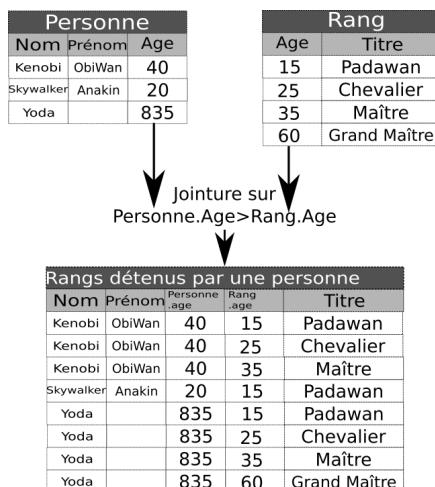 Personne
Nom Prénom Age
Kenobi ObiWan 40
Skywalker Anakin 20
Yoda 835
Rang
Age Titre
15 Padawan
25 Chevalier
35 Maître
60 Grand Maître
Jointure sur
Personne.Age>Rang.Age
Rangs détenus par une personne
Nom Prénom Personne .age Rang .age Titre
Kenobi ObiWan 40 15 Padawan
Kenobi ObiWan 40 25 Chevalier
Kenobi ObiWan 40 35 Maître
Skywalker Anakin 20 15 Padawan
Yoda 835 15 Padawan
Yoda 835 25 Chevalier
Yoda 835 35 Maître
Yoda 835 60 Grand Maître